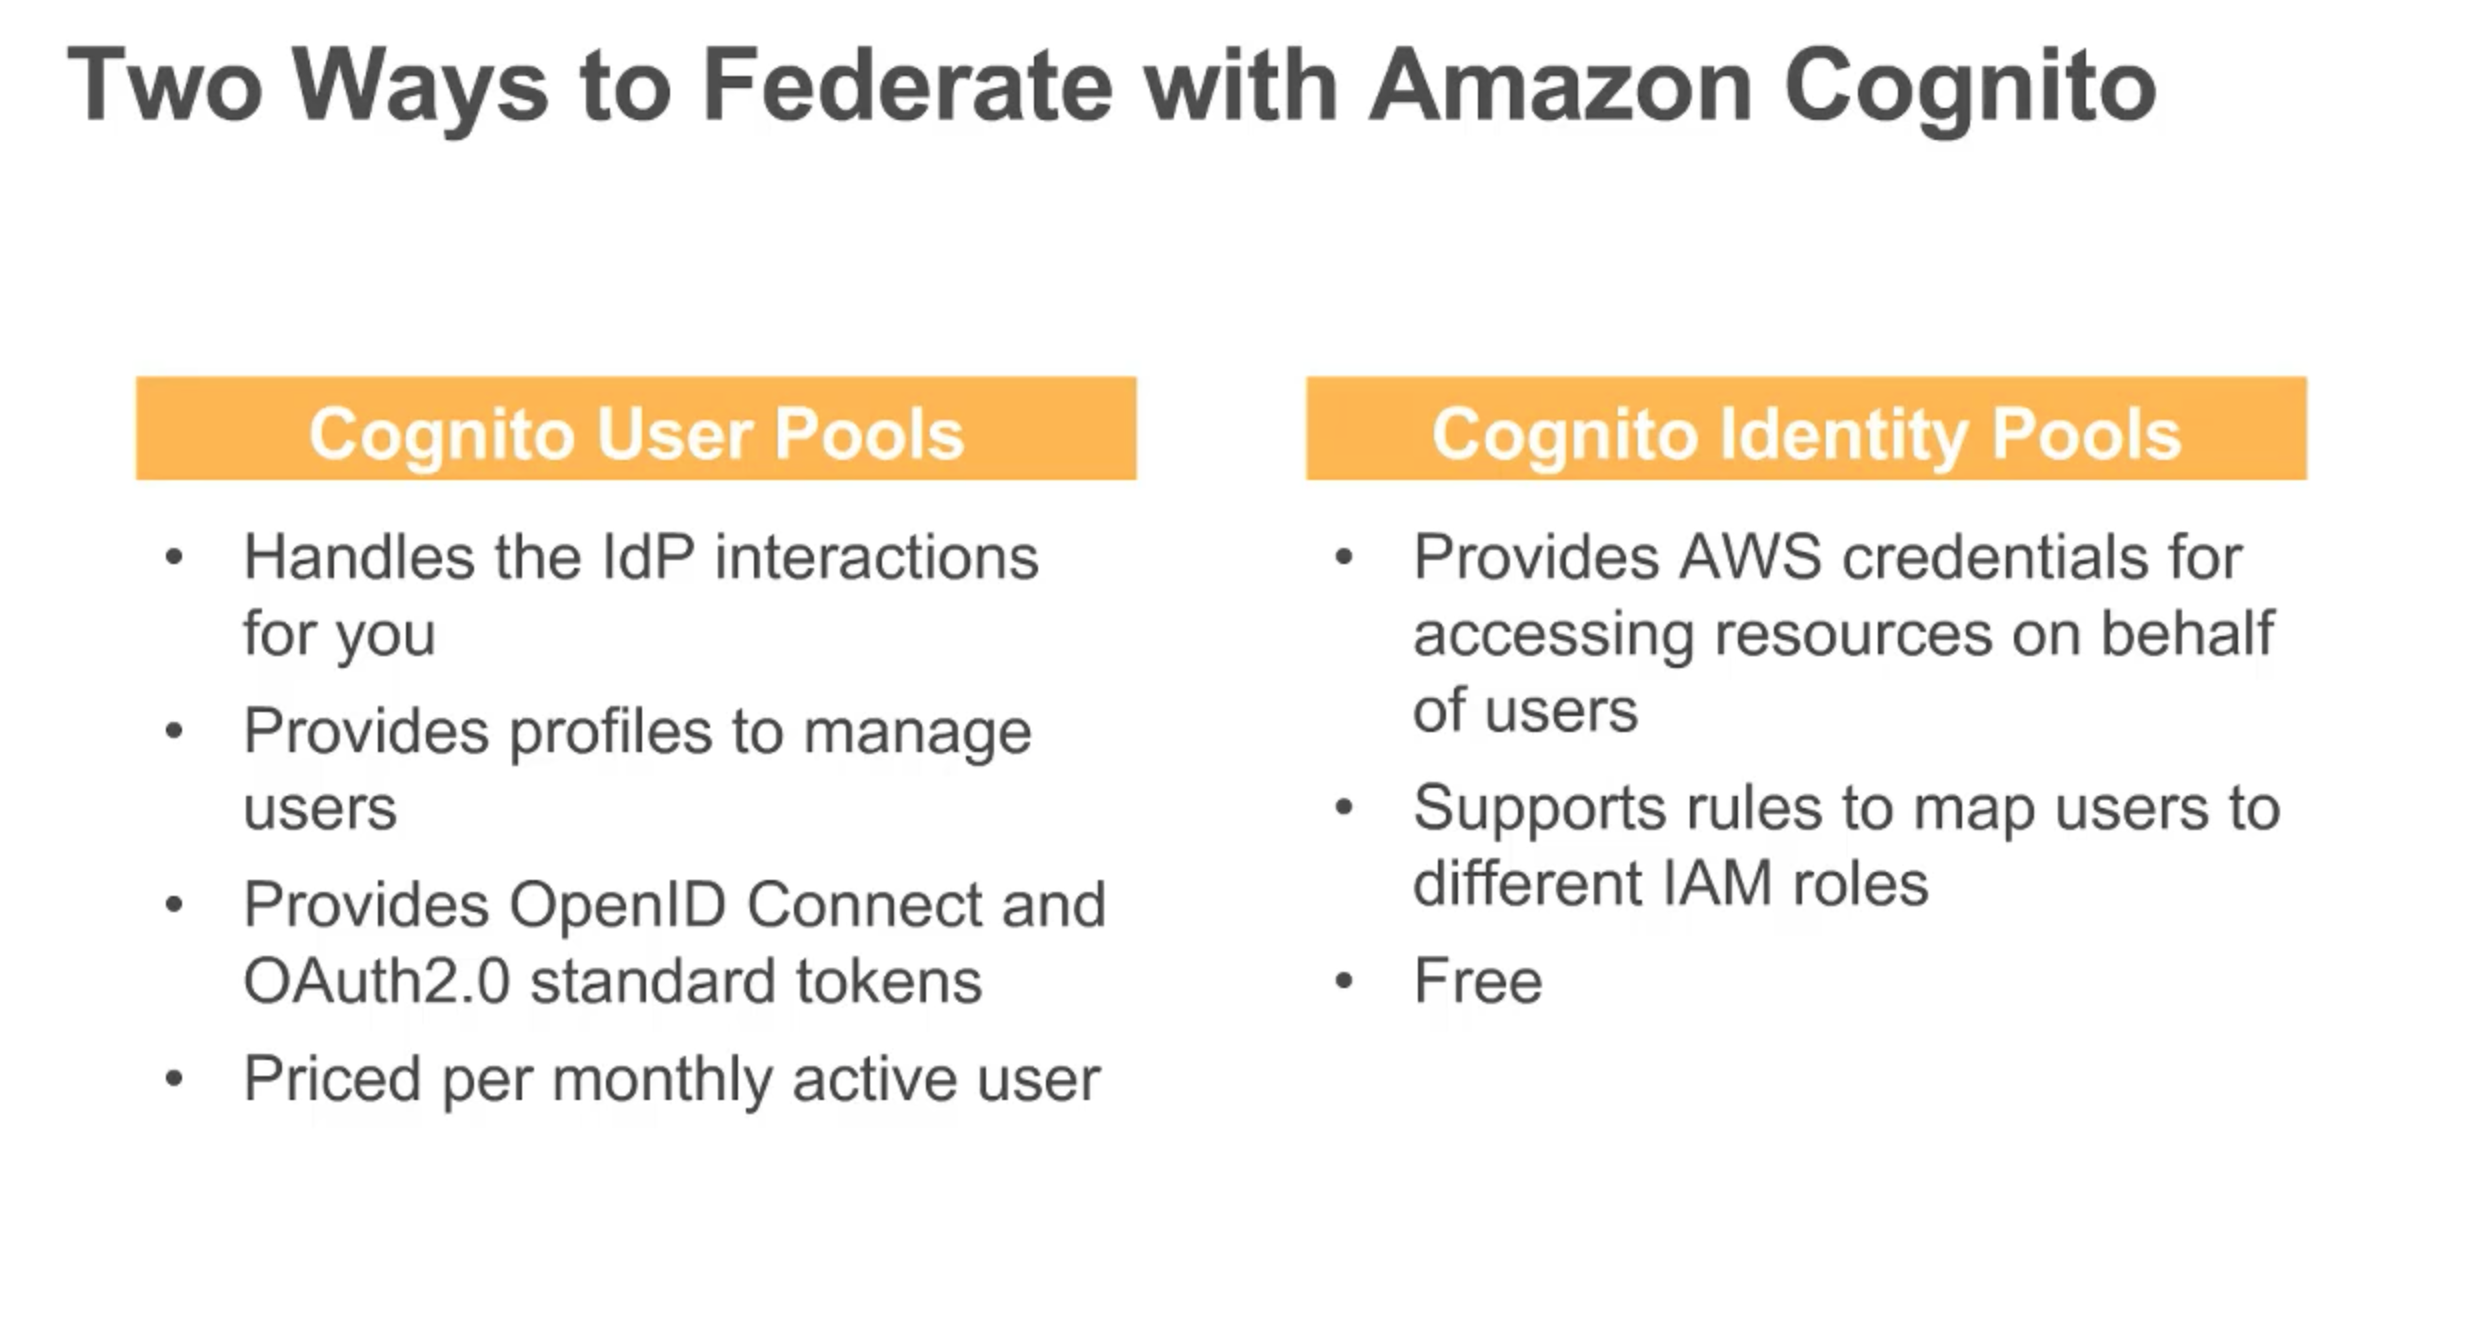 Two Ways to Federate with Amazon Cognito
Cognito User Pools
• Handles the IdP interactions
for you
• Provides profiles to manage
users
• Provides OpenID Connect and
OAuth2.0 standard tokens
• Priced per monthly active user
Cognito Identity Pools
• Provides AWS credentials for
accessing resources on behalf
of users
• Supports rules to map users to
different IAM roles
• Free